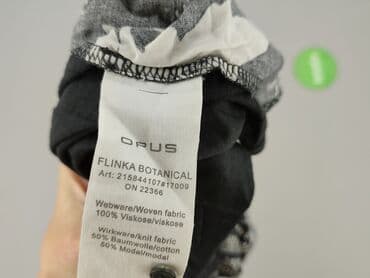 OPUS
FLINKA BOTANICAL
Art: 215844107817009
ON 22366
Webware/Woven fabric
100% Viskose/viskose
Wirkware/knit fabric
50% Baumwolle/cotton
50% Modal/modal